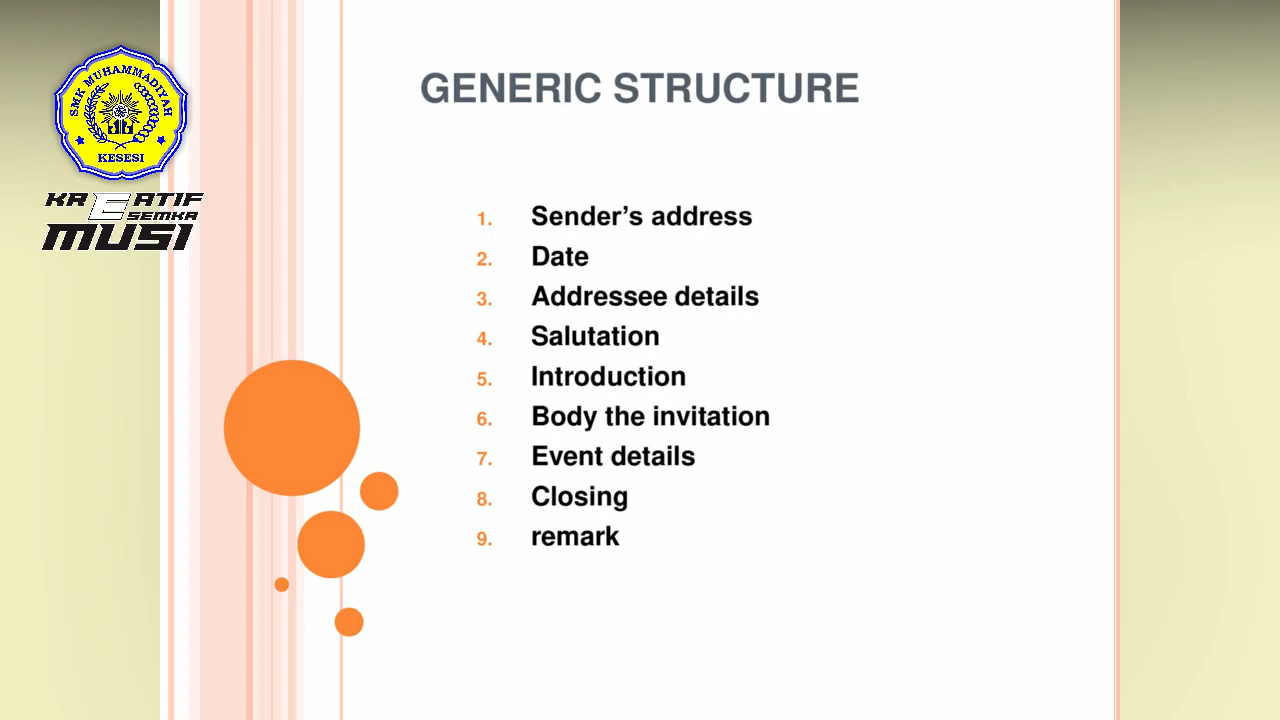 GENERIC STRUCTURE
SMK MUHAMMADIYAH
KESESI
KREATIF
SEMKA
MUSI
1. Sender’s address
2. Date
3. Addressee details
4. Salutation
5. Introduction
6. Body the invitation
7. Event details
8. Closing
9. remark